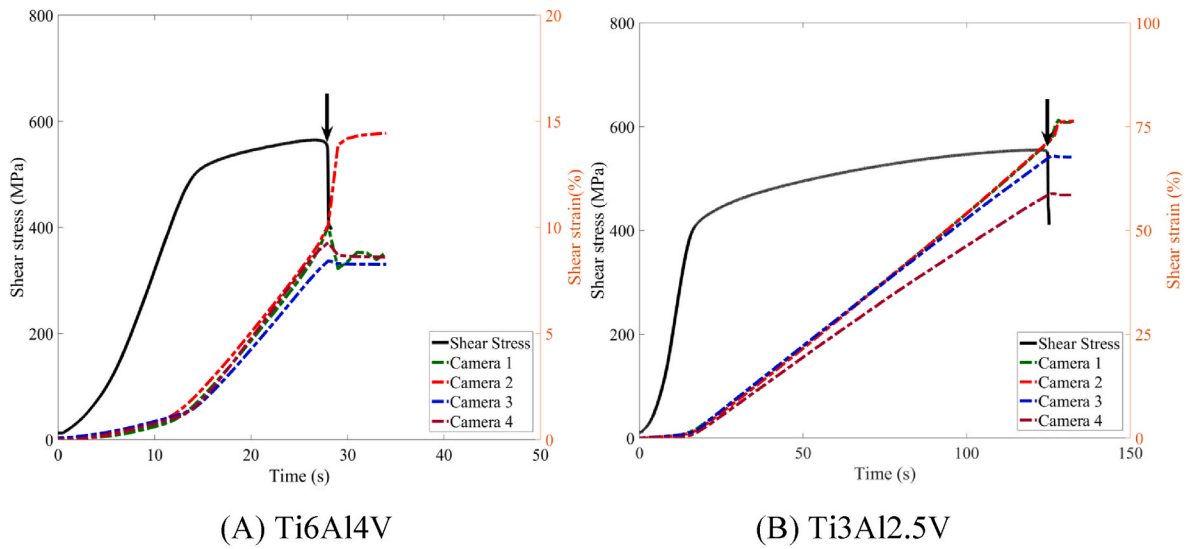 800
600
400
200
0
Shear stress (MPa)
20
15
10
5
0
Shear strain(%)
0
10
20
30
40
50
Time (s)
Shear Stress
Camera 1
Camera 2
Camera 3
Camera 4
(A) Ti6Al4V
800
600
400
200
0
Shear stress (MPa)
100
75
50
25
0
Shear strain (%)
0
50
100
150
Time (s)
Shear Stress
Camera 1
Camera 2
Camera 3
Camera 4
(B) Ti3Al2.5V